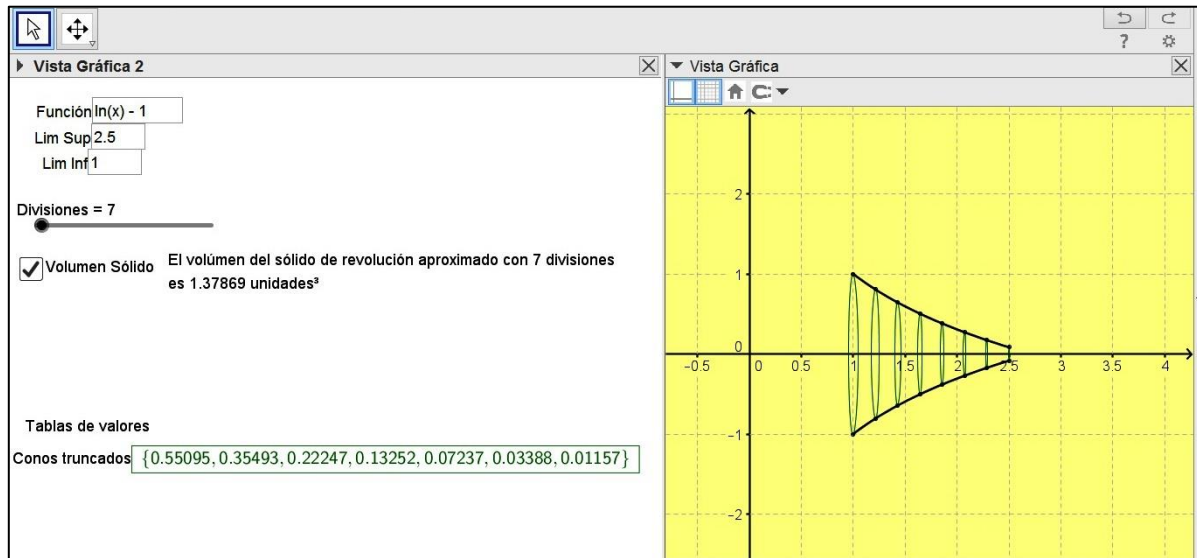 ?
Vista Gráfica 2
Función ln(x) - 1
Lim Sup 2.5
Lim Inf 1
Divisiones = 7
Volumen Sólido
El volúmen del sólido de revolución aproximado con 7 divisiones
es 1.37869 unidades³
Tablas de valores
Conos truncados {0.55095, 0.35493, 0.22247, 0.13252, 0.07237, 0.03388, 0.01157}
Vista Gráfica
2
1
0
-0.5 0 0.5 1 1.5 2 2.5 3 3.5 4
-1
-2